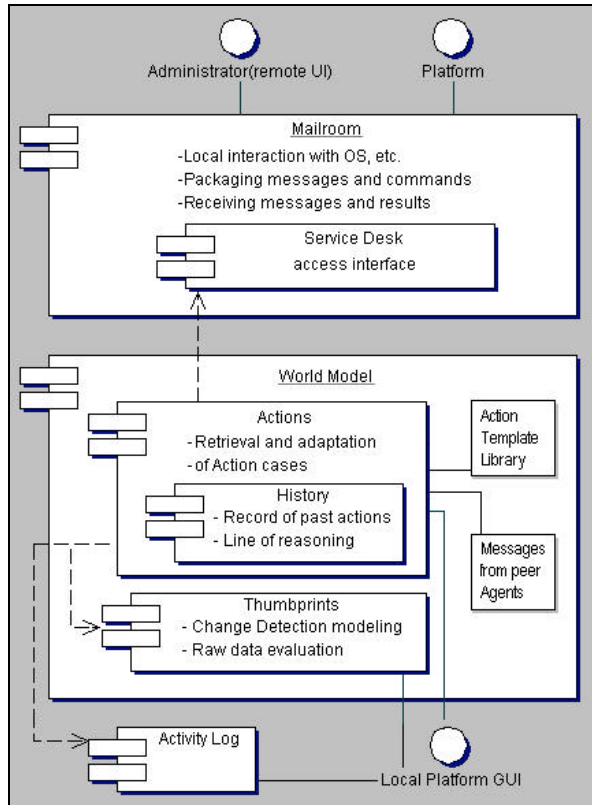 Administrator(remote UI)
Platform
Mailroom
-Local interaction with OS, etc.
-Packaging messages and commands
-Receiving messages and results
Service Desk
access interface
World Model
Actions
- Retrieval and adaptation
- of Action cases
History
- Record of past actions
- Line of reasoning
Action
Template
Library
Messages
from peer
Agents
Thumbprints
- Change Detection modeling
- Raw data evaluation
Activity Log
Local Platform GUI